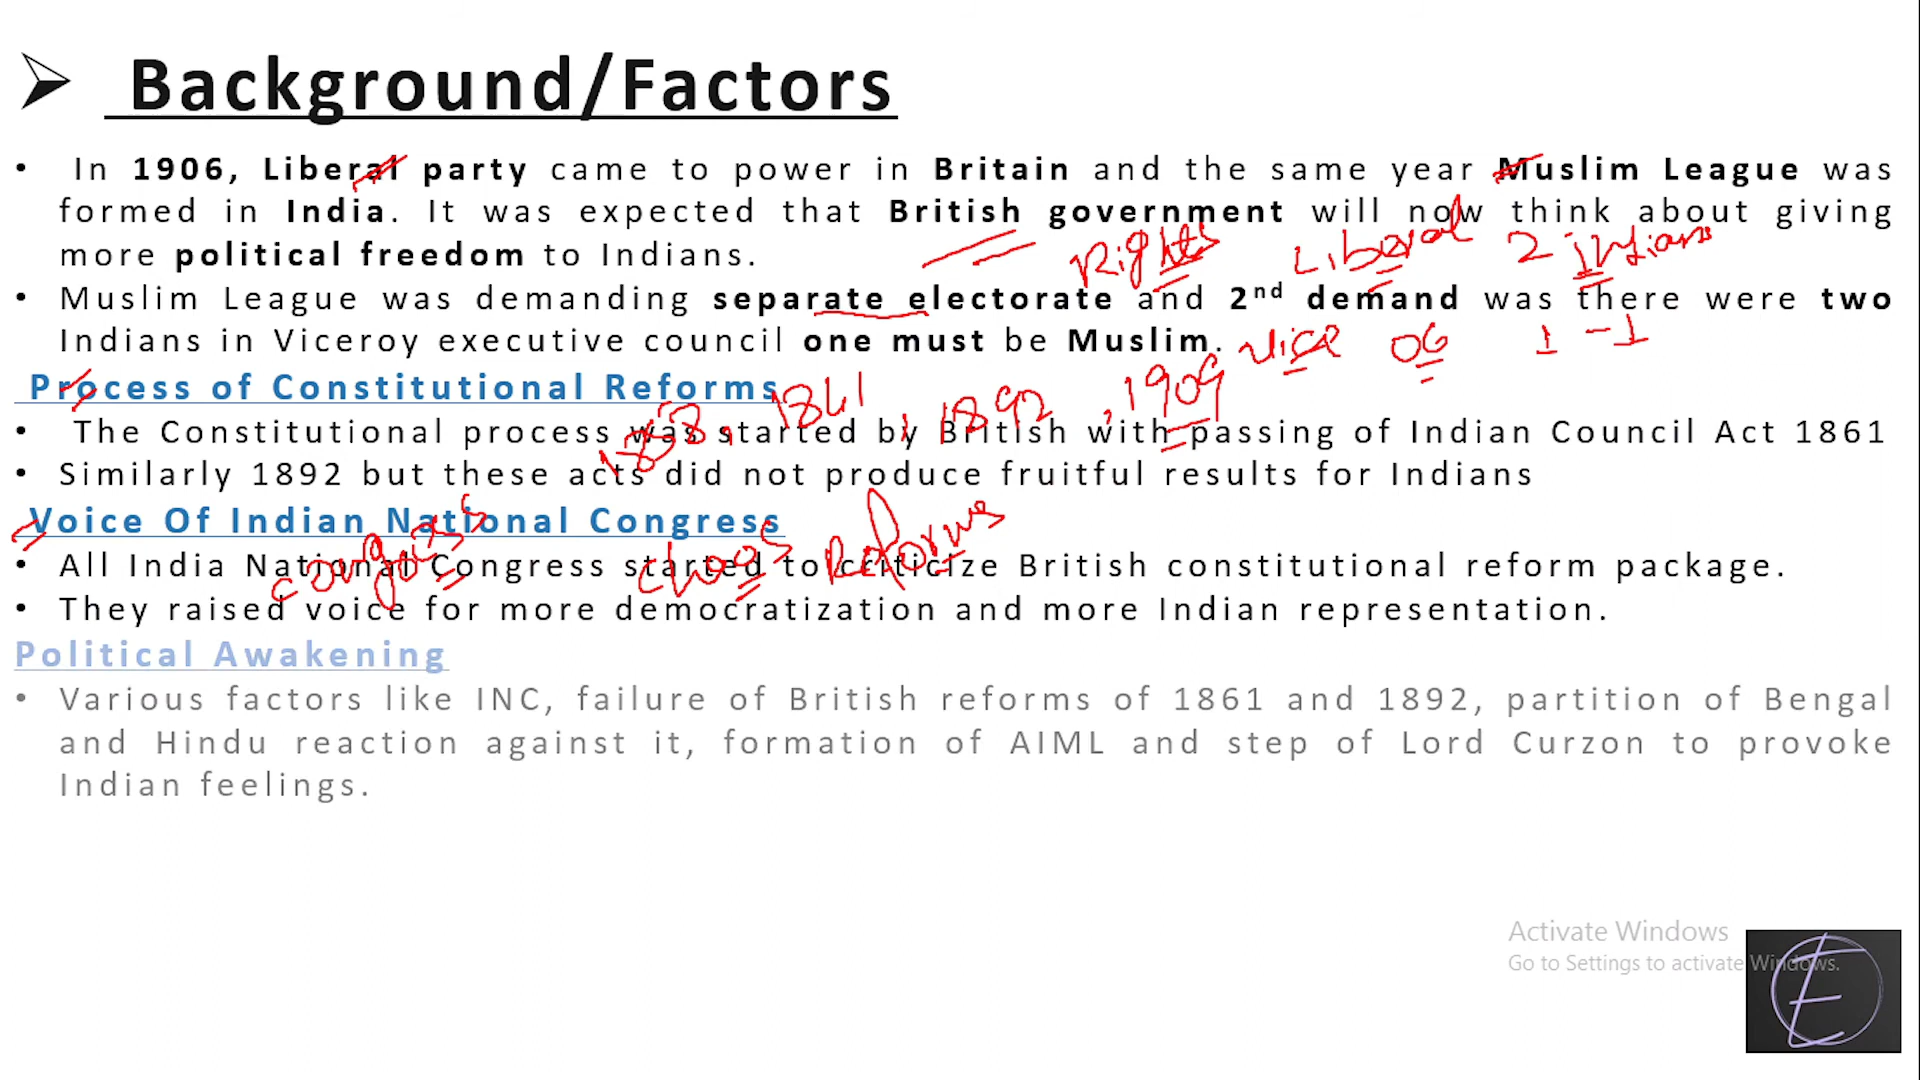 Background/Factors
• In 1906, Liberal party came to power in Britain and the same year Muslim League was
formed in India. It was expected that British government will now think about giving
more political freedom to Indians.
Rights Liberal 2 indians
• Muslim League was demanding separate electorate and 2nd demand was there were two
Indians in Viceroy executive council one must be Muslim.
vice 06 1 - 1
Process of Constitutional Reforms
1858, 1861, 1892, 1909
• The Constitutional process was started by British with passing of Indian Council Act 1861
• Similarly 1892 but these acts did not produce fruitful results for Indians
Voice Of Indian National Congress
choos Reforms
• All India National Congress started to criticize British constitutional reform package.
• They raised voice for more democratization and more Indian representation.
Political Awakening
• Various factors like INC, failure of British reforms of 1861 and 1892, partition of Bengal
and Hindu reaction against it, formation of AIML and step of Lord Curzon to provoke
Indian feelings.
Activate Windows
Go to Settings to activate Windows.
E